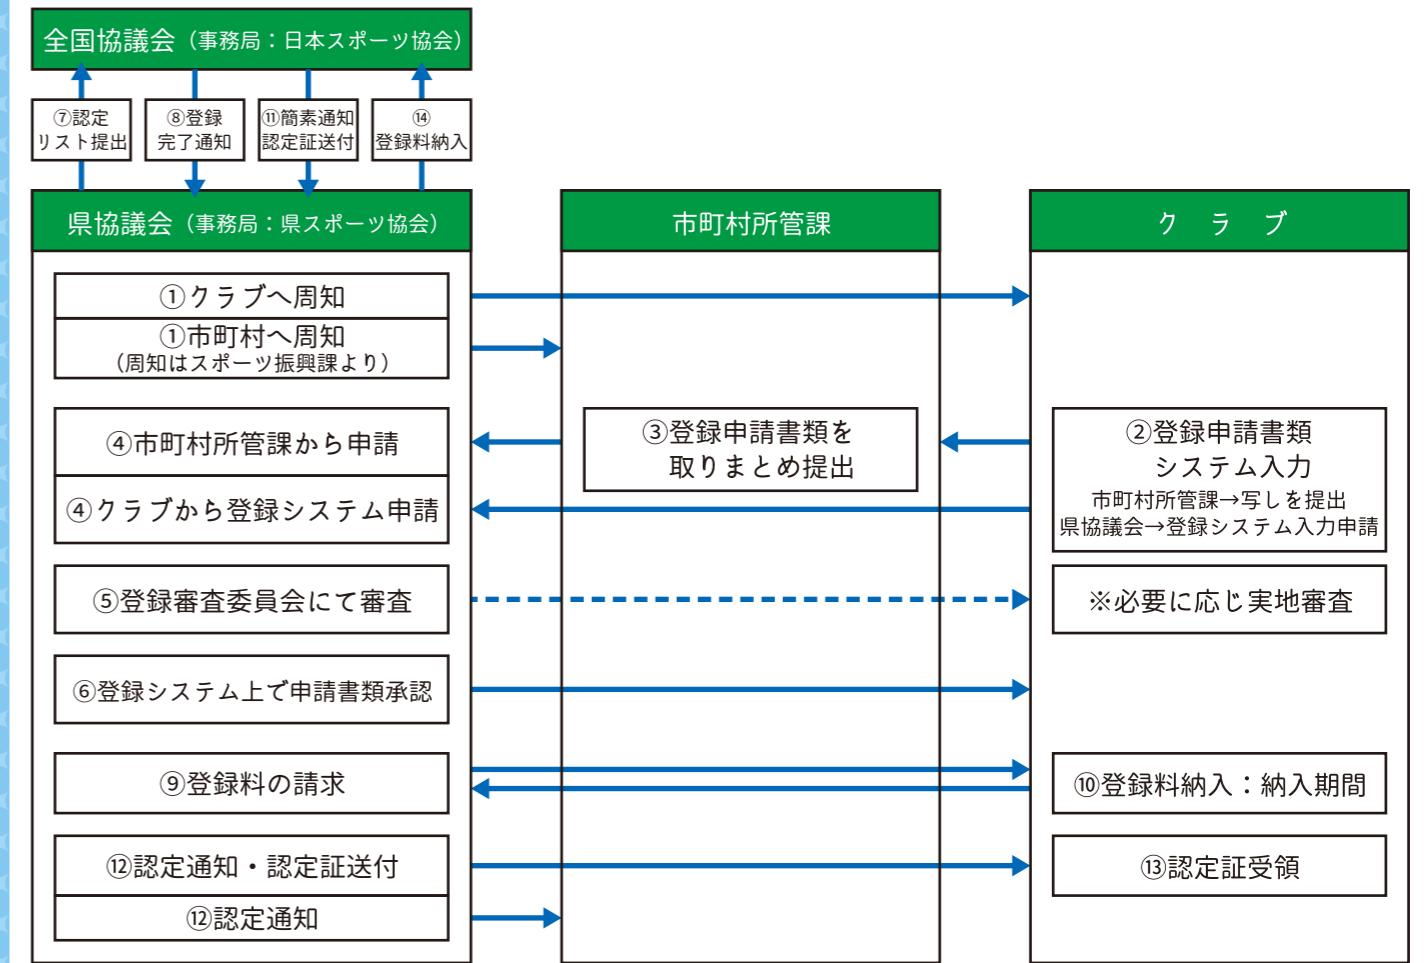 全国協議会（事務局：日本スポーツ協会）
⑦認定
リスト提出
⑧登録
完了通知
⑪簡素通知
認定証送付
⑭
登録料納入
県協議会（事務局：県スポーツ協会）
市町村所管課
クラブ
①クラブへ周知
①市町村へ周知
（周知はスポーツ振興課より）
④市町村所管課から申請
④クラブから登録システム申請
③登録申請書類を
取りまとめ提出
②登録申請書類
システム入力
市町村所管課→写しを提出
県協議会→登録システム入力申請
⑤登録審査委員会にて審査
※必要に応じ実地審査
⑥登録システム上で申請書類承認
⑨登録料の請求
⑩登録料納入：納入期間
⑫認定通知・認定証送付
⑬認定証受領
⑫認定通知